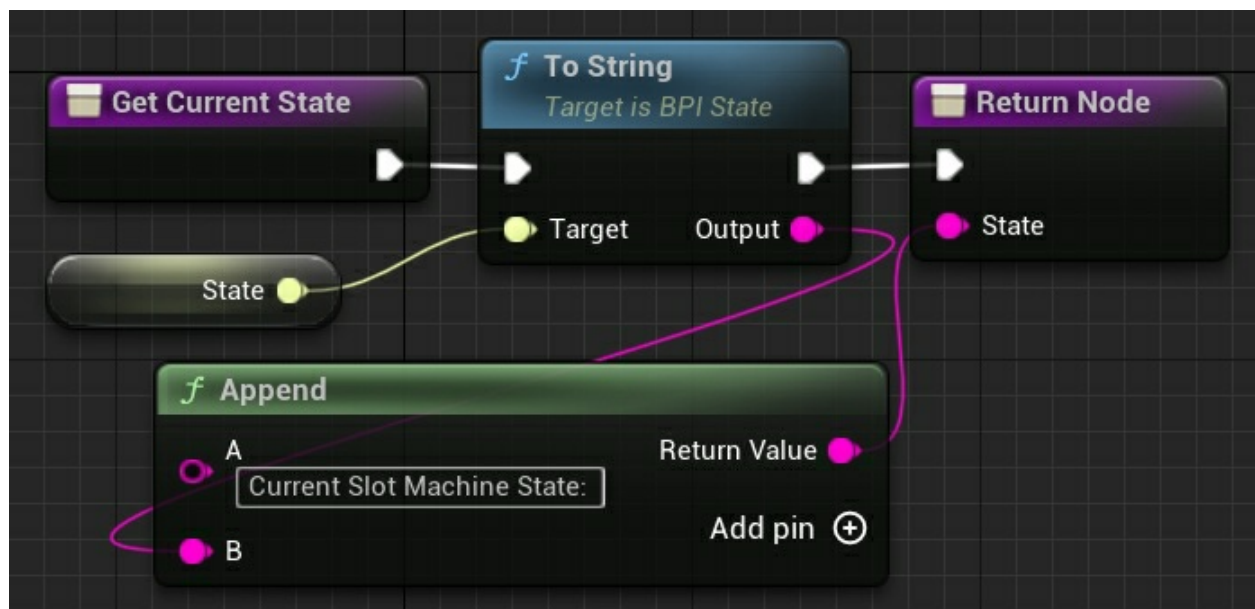 Get Current State
To String
Target is BPI State
Return Node
Target
Output
State
State
Append
A
Current Slot Machine State:
Return Value
Add pin
B